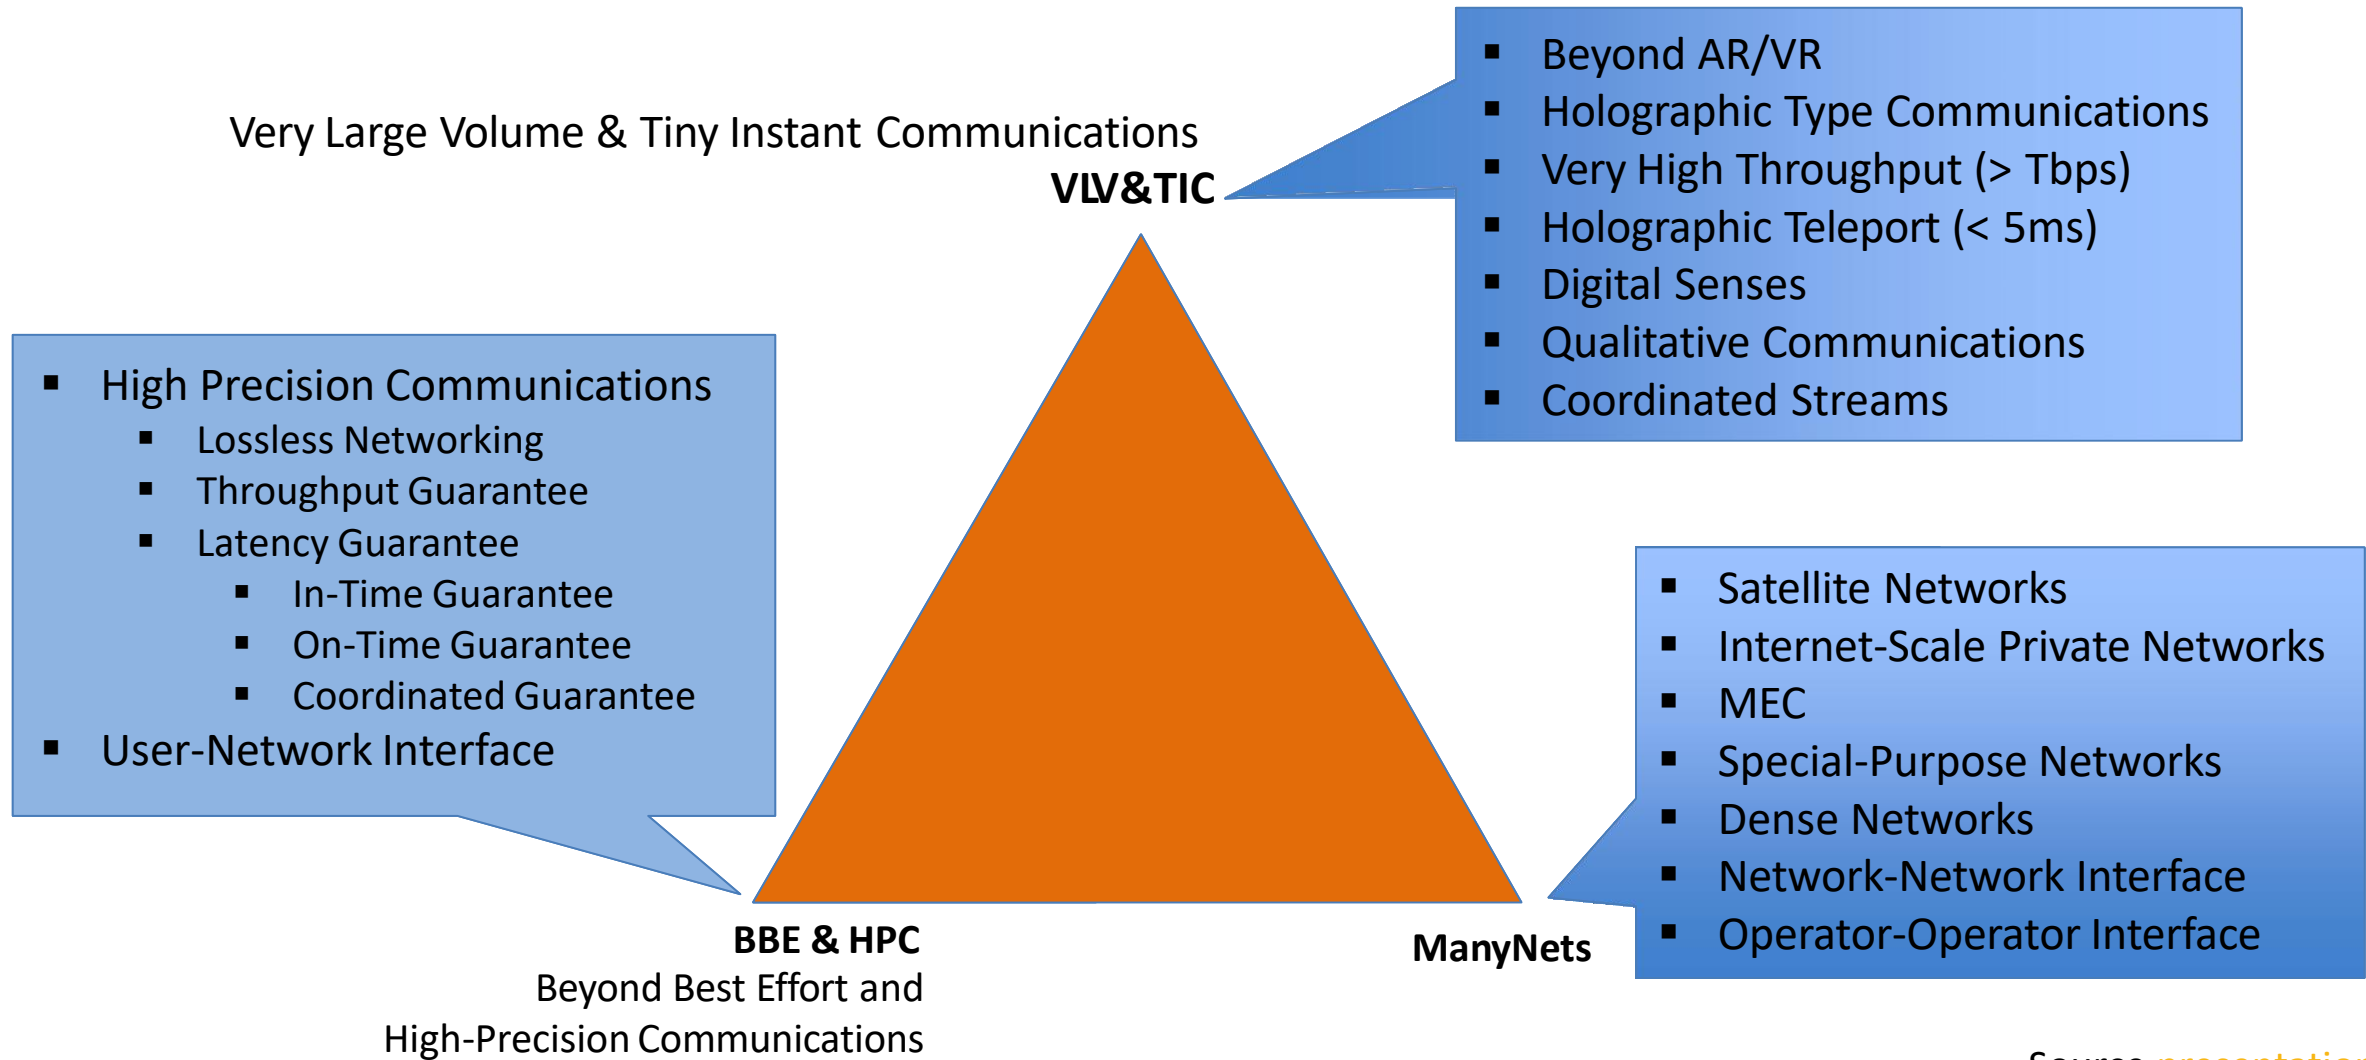 Very Large Volume & Tiny Instant Communications
VLV&TIC
▪ Beyond AR/VR
▪ Holographic Type Communications
▪ Very High Throughput (> Tbps)
▪ Holographic Teleport (< 5ms)
▪ Digital Senses
▪ Qualitative Communications
▪ Coordinated Streams
▪ High Precision Communications
▪ Lossless Networking
▪ Throughput Guarantee
▪ Latency Guarantee
▪ In-Time Guarantee
▪ On-Time Guarantee
▪ Coordinated Guarantee
▪ User-Network Interface
▪ Satellite Networks
▪ Internet-Scale Private Networks
▪ MEC
▪ Special-Purpose Networks
▪ Dense Networks
▪ Network-Network Interface
▪ Operator-Operator Interface
BBE & HPC
Beyond Best Effort and
High-Precision Communications
ManyNets
Source presentation